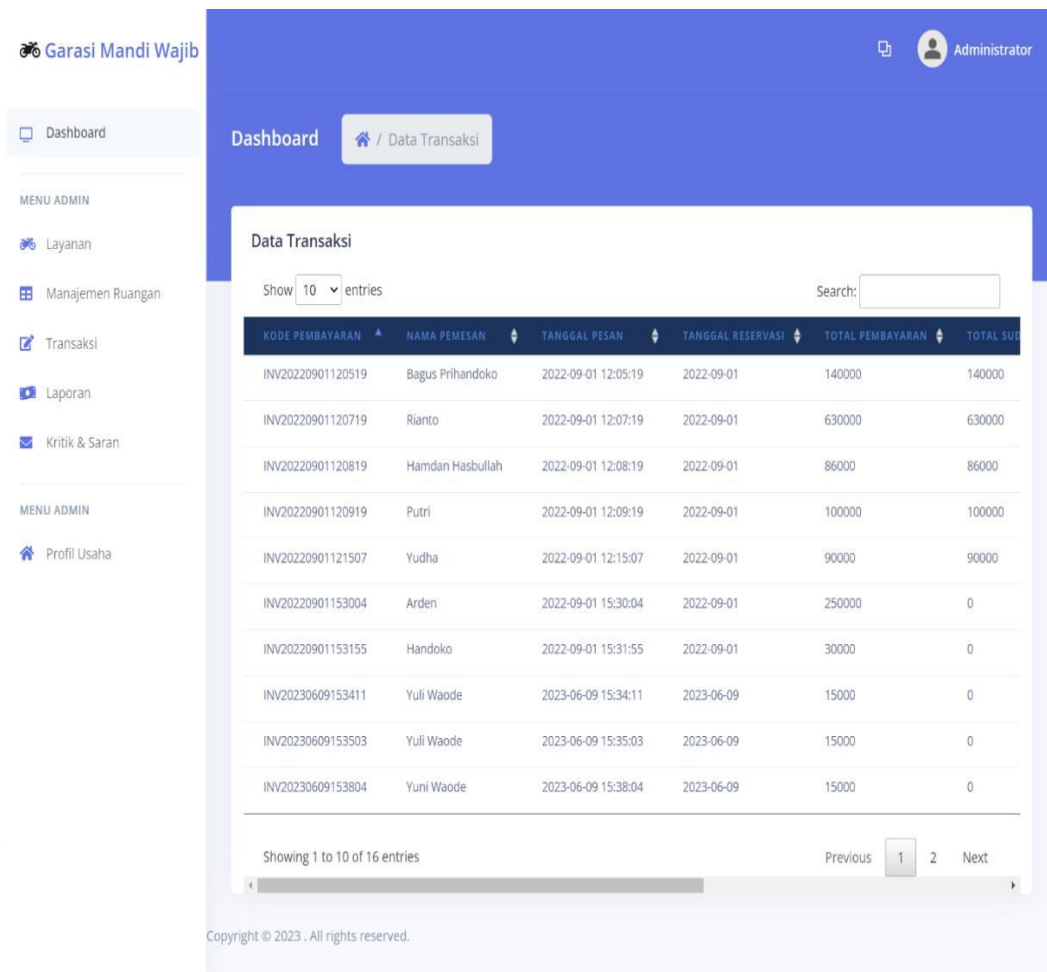 Garasi Mandi Wajib
Administrator
Dashboard
Dashboard
/ Data Transaksi
MENU ADMIN
Layanan
Manajemen Ruangan
Transaksi
Laporan
Kritik & Saran
MENU ADMIN
Profil Usaha
Data Transaksi
Show 10 entries
Search:
KODE PEMBAYARAN NAMA PEMESAN TANGGAL PESAN TANGGAL RESERVASI TOTAL PEMBAYARAN TOTAL SUD
INV20220901120519 Bagus Prihandoko 2022-09-01 12:05:19 2022-09-01 140000 140000
INV20220901120719 Rianto 2022-09-01 12:07:19 2022-09-01 630000 630000
INV20220901120819 Hamdan Hasbullah 2022-09-01 12:08:19 2022-09-01 86000 86000
INV20220901120919 Putri 2022-09-01 12:09:19 2022-09-01 100000 100000
INV20220901121507 Yudha 2022-09-01 12:15:07 2022-09-01 90000 90000
INV20220901153004 Arden 2022-09-01 15:30:04 2022-09-01 250000 0
INV20220901153155 Handoko 2022-09-01 15:31:55 2022-09-01 30000 0
INV20230609153411 Yuli Waode 2023-06-09 15:34:11 2023-06-09 15000 0
INV20230609153503 Yuli Waode 2023-06-09 15:35:03 2023-06-09 15000 0
INV20230609153804 Yuni Waode 2023-06-09 15:38:04 2023-06-09 15000 0
Showing 1 to 10 of 16 entries
Previous 1 2 Next
Copyright © 2023 . All rights reserved.